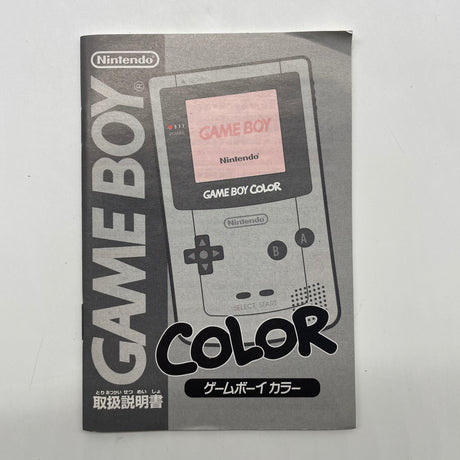 Nintendo
GAME BOY®
POWER
GAME BOY
Nintendo®
GAME BOY COLOR
Nintendo
B
A
SELECT START
COLOR
ゲームボーイ カラー
とりあつかい せつ めい しょ
取扱説明書